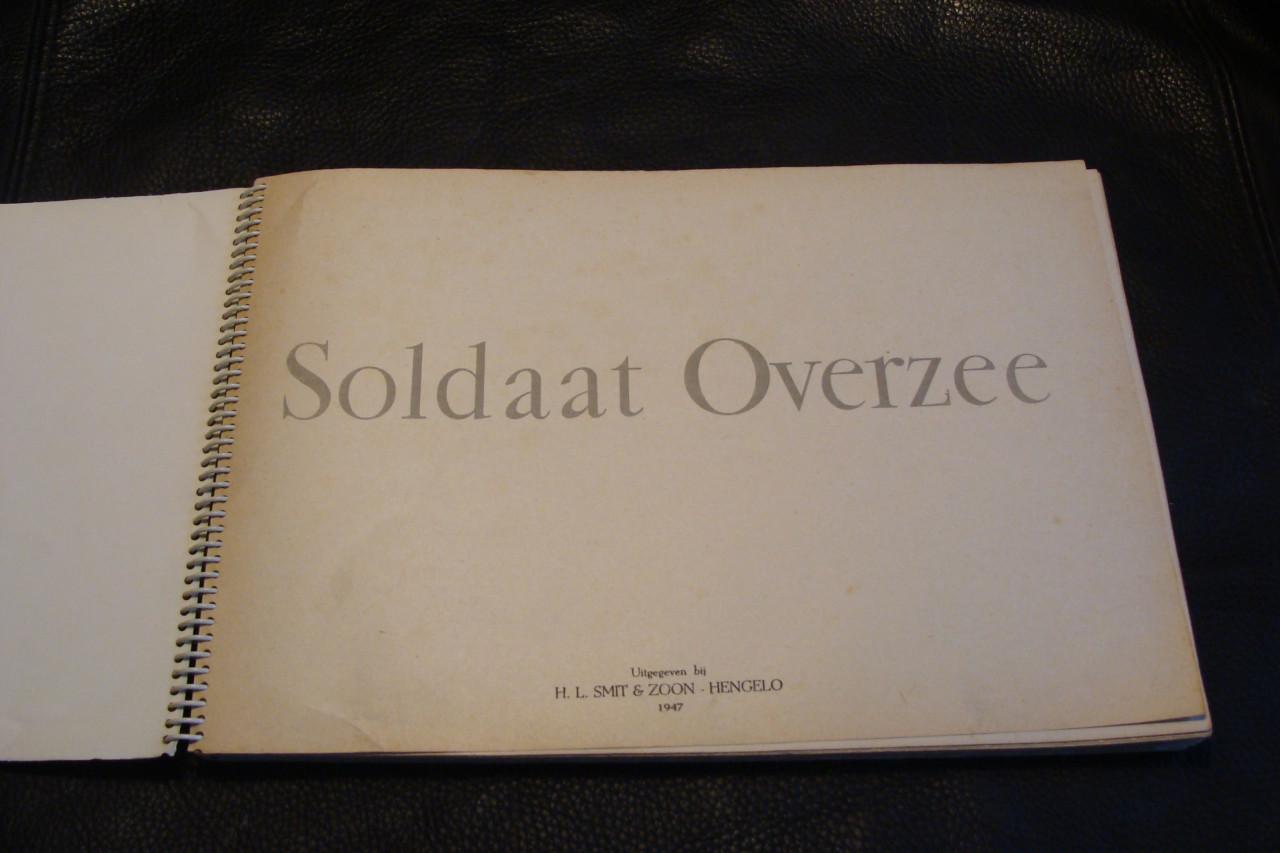 Soldaat Overzee
Uitgegeven bij
H. L. SMIT & ZOON - HENGELO
1947